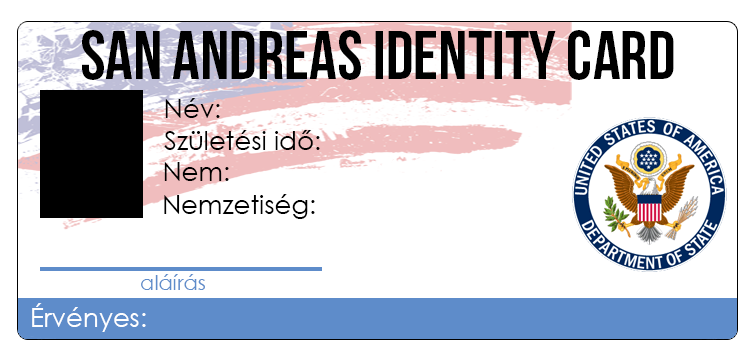 SAN ANDREAS IDENTITY CARD
Név:
Születési idő:
Nem:
Nemzetiség:
UNITED STATES OF AMERICA
DEPARTMENT OF STATE
aláírás
Érvényes: